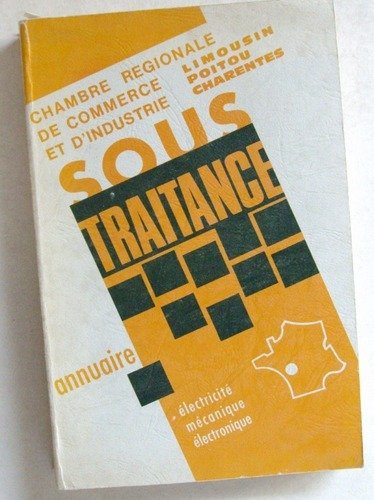 CHAMBRE REGIONALE
DE COMMERCE
ET D'INDUSTRIE
LIMOUSIN
POITOU
CHARENTES
SOUS
TRAITANCE
annuaire
. électricité
mécanique
électronique